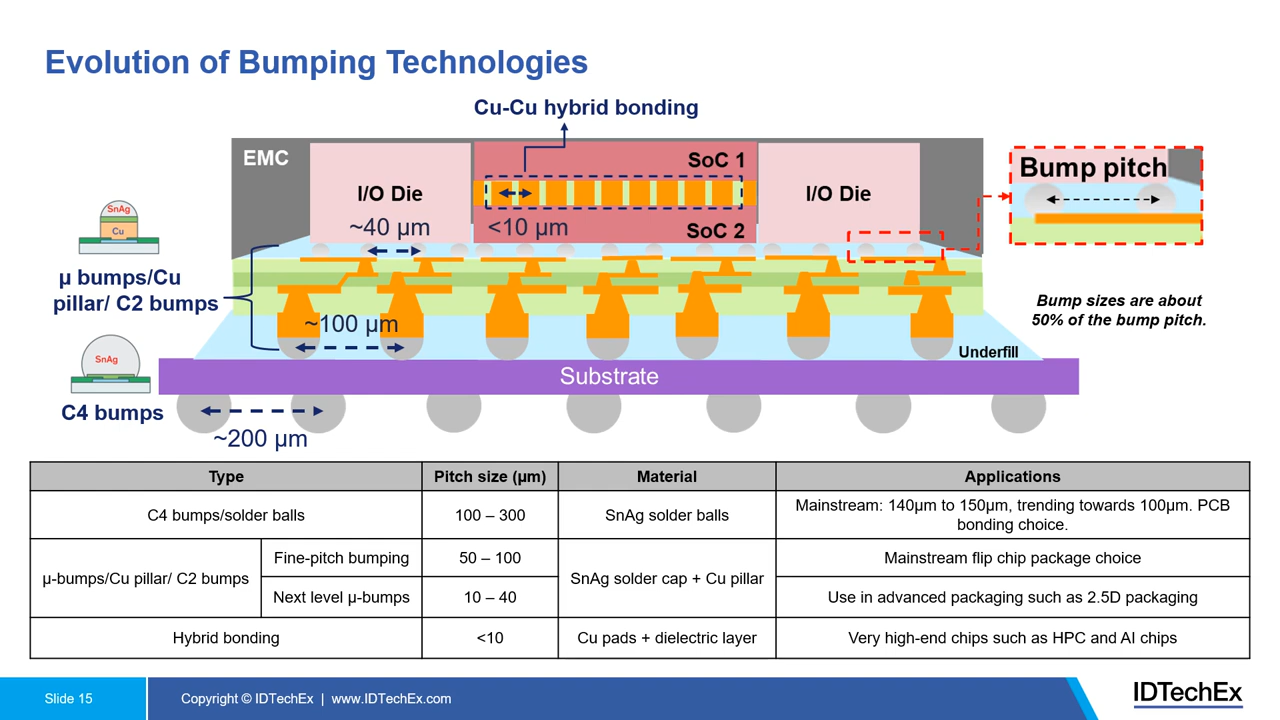 Evolution of Bumping Technologies
Cu-Cu hybrid bonding
EMC
I/O Die
SoC 1
I/O Die
Bump pitch
SnAg
Cu
~40 µm
<10 µm
SoC 2
µ bumps/Cu
pillar/ C2 bumps
~100 µm
Bump sizes are about
50% of the bump pitch.
SnAg
Underfill
Substrate
C4 bumps
~200 µm
Type
Pitch size (µm)
Material
Applications
C4 bumps/solder balls
100 – 300
SnAg solder balls
Mainstream: 140µm to 150µm, trending towards 100µm. PCB
bonding choice.
µ-bumps/Cu pillar/ C2 bumps
Fine-pitch bumping
50 – 100
SnAg solder cap + Cu pillar
Mainstream flip chip package choice
Next level µ-bumps
10 – 40
Use in advanced packaging such as 2.5D packaging
Hybrid bonding
<10
Cu pads + dielectric layer
Very high-end chips such as HPC and AI chips
Slide 15
Copyright © IDTechEx | www.IDTechEx.com
IDTechEx